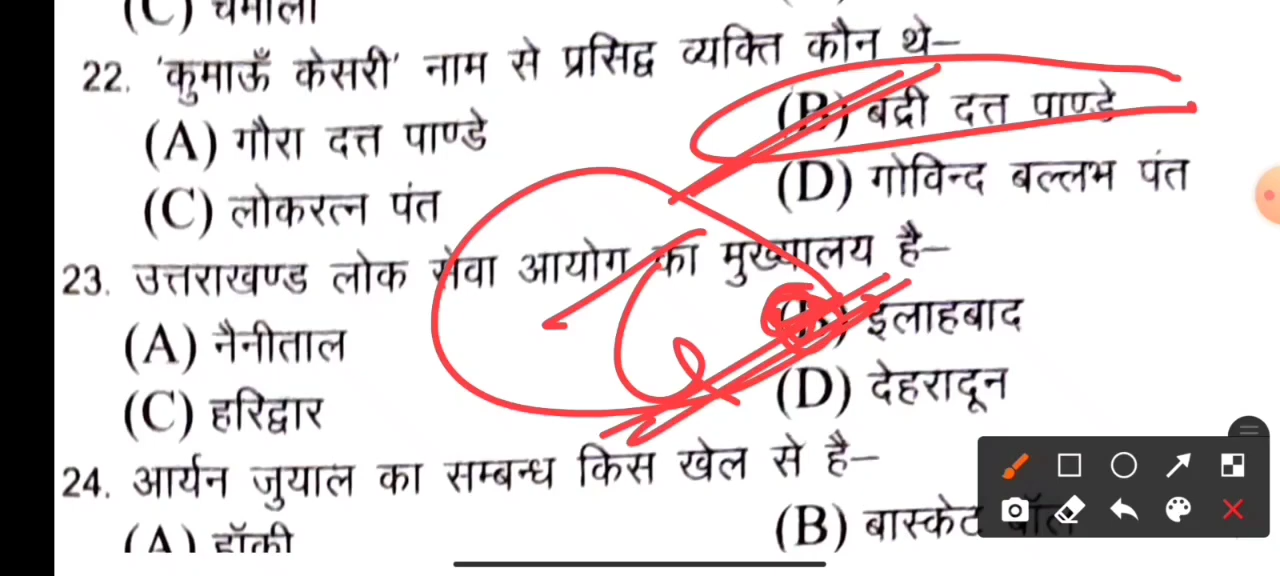 (C) चमोली
22. 'कुमाऊँ केसरी' नाम से प्रसिद्व व्यक्ति कौन थे–
(A) गौरा दत्त पाण्डे (B) बद्री दत्त पाण्डे
(C) लोकरत्न पंत (D) गोविन्द बल्लभ पंत
23. उत्तराखण्ड लोक सेवा आयोग का मुख्यालय है–
(A) नैनीताल (B) इलाहबाद
(C) हरिद्वार (D) देहरादून
24. आर्यन जुयाल का सम्बन्ध किस खेल से है–
(A) हॉकी (B) बास्केट बॉल